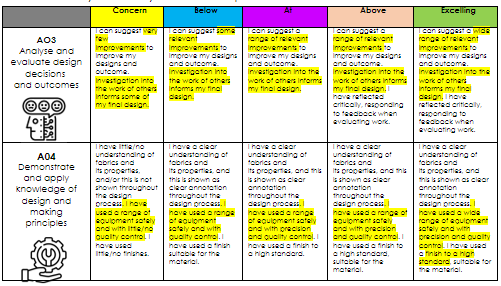 Concern
Below
At
Above
Excelling
AO3
Analyse and
evaluate design
decisions
and outcomes
I can suggest very
few
improvements to
improve my
designs and
outcome.
Investigation into
the work of others
informs some of
my final design.
I can suggest some
relevant
improvements to
improve my designs
and outcome.
Investigation into the
work of others
informs my final
design.
I can suggest a
range of relevant
improvements to
improve my designs
and outcome.
Investigation into the
work of others informs
my final design.
I can suggest a
range of relevant
improvements to
improve my designs
and outcome.
Investigation into the
work of others informs
my final design. I
have reflected
critically, responding
to feedback when
evaluating work.
I can suggest a wide
range of relevant
improvements to
improve my designs
and outcome.
Investigation into the
work of others
informs my final
design. I have
reflected critically,
responding to
feedback when
evaluating work.
A04
Demonstrate
and apply
knowledge of
design and
making
principles
I have little/no
understanding of
fabrics and
its properties,
and/or this is not
shown throughout
the design
process. I have
used a range of
equipment safely
and with little/no
quality control. I
have used
little/no finishes.
I have a clear
understanding of
fabrics and
its properties, and
this is shown as
clear annotation
throughout the
design process. I
have used a range of
equipment safely
and with quality
control. I
have used a finish
suitable for the
material.
I have a clear
understanding of
fabrics and
its properties, and this
is shown as clear
annotation
throughout the
design process. I
have used a range of
equipment safely
and with precision
and quality control. I
have used a finish to
a high standard.
I have a clear
understanding of
fabrics and
its properties, and this
is shown as clear
annotation
throughout the
design process. I
have used a range of
equipment safely
and with precision
and quality control. I
have used a finish to
a high standard,
suitable for the
material.
I have a clear
understanding of
fabrics and
its properties, and this
is shown as clear
annotation
throughout the
design process. I
have used a wide
range of equipment
safely and with
precision and quality
control. I have used
a finish to a high
standard, suitable for
the material.